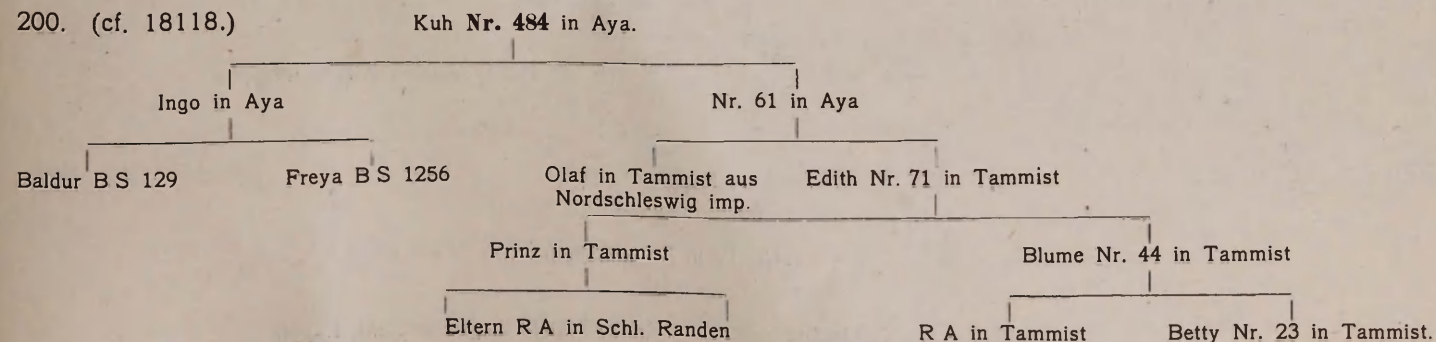 200. (cf. 18118.) Kuh Nr. 484 in Aya.
Ingo in Aya Nr. 61 in Aya
Baldur B S 129 Freya B S 1256 Olaf in Tammist aus Edith Nr. 71 in Tammist
Nordschleswig imp.
Prinz in Tammist Blume Nr. 44 in Tammist
Eltern R A in Schl. Randen R A in Tammist Betty Nr. 23 in Tammist.